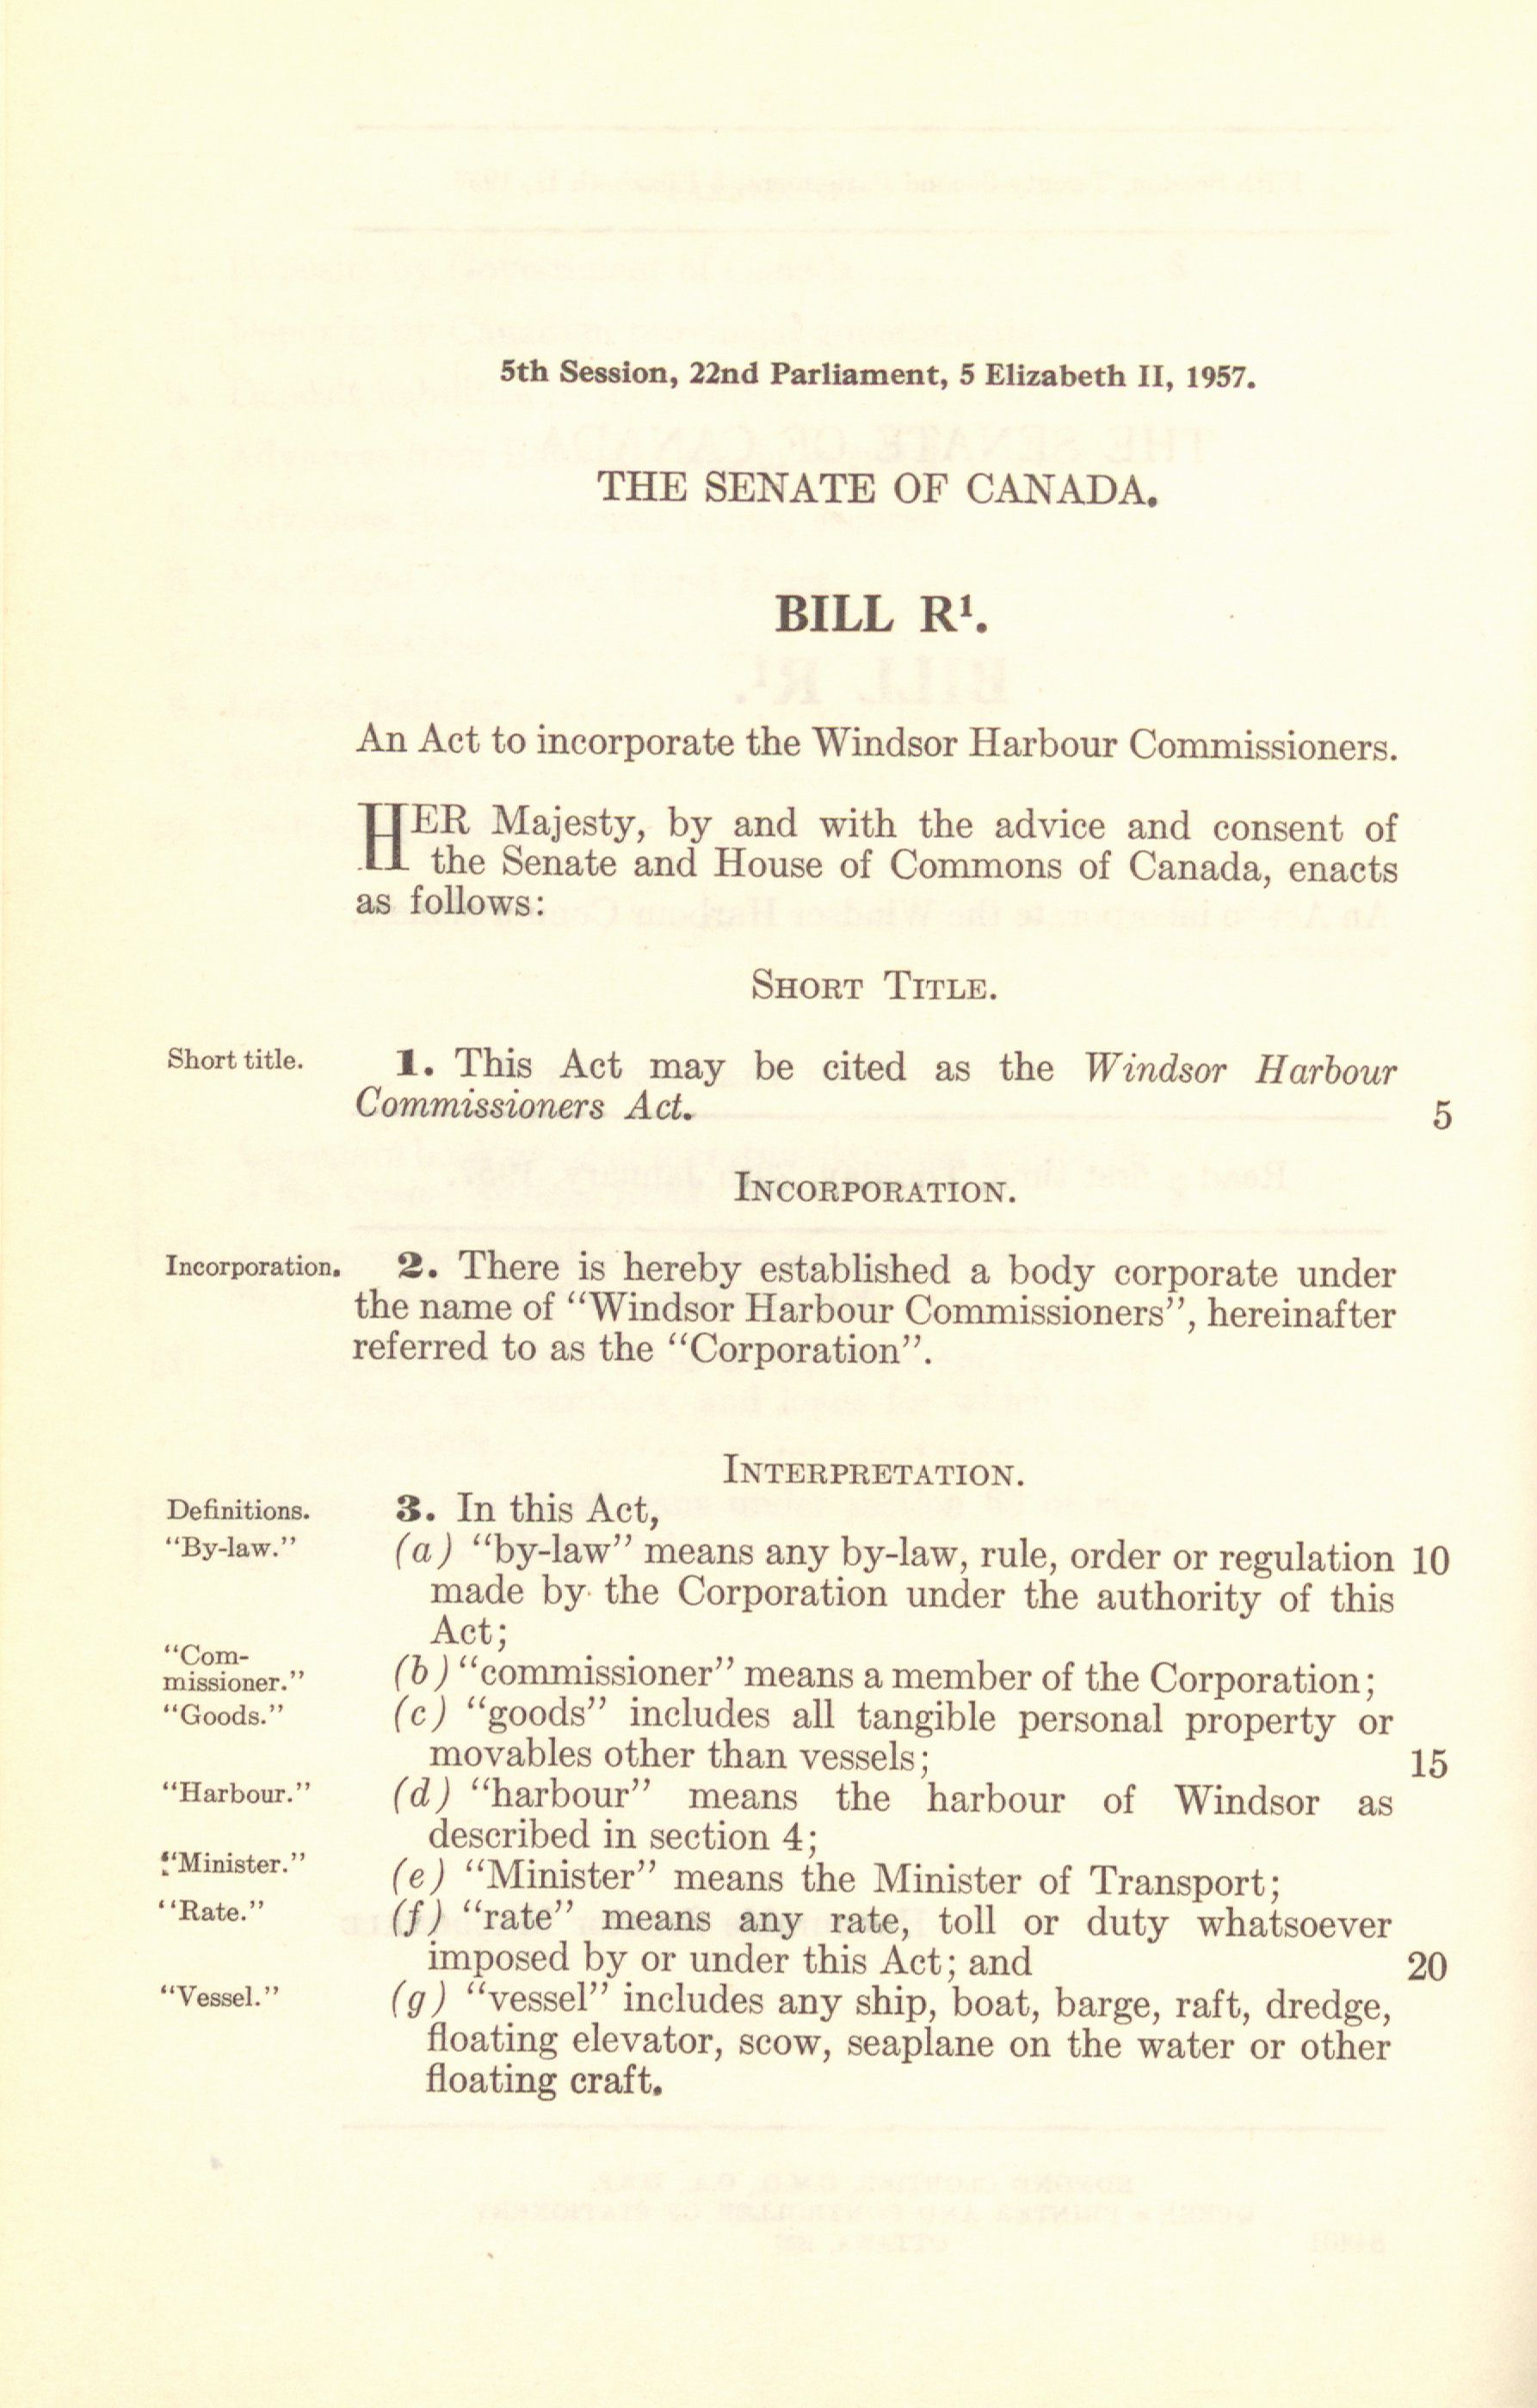 5th Session, 22nd Parliament, 5 Elizabeth II, 1957.
THE SENATE OF CANADA.
BILL R¹.
An Act to incorporate the Windsor Harbour Commissioners.
HER Majesty, by and with the advice and consent of
the Senate and House of Commons of Canada, enacts
as follows:
SHORT TITLE.
Short title. 1. This Act may be cited as the Windsor Harbour
Commissioners Act. 5
INCORPORATION.
Incorporation. 2. There is hereby established a body corporate under
the name of “Windsor Harbour Commissioners”, hereinafter
referred to as the “Corporation”.
INTERPRETATION.
Definitions. 3. In this Act,
“By-law.” (a) “by-law” means any by-law, rule, order or regulation 10
made by the Corporation under the authority of this
Act;
“Com-
missioner.” (b) “commissioner” means a member of the Corporation;
“Goods.” (c) “goods” includes all tangible personal property or
movables other than vessels; 15
“Harbour.” (d) “harbour” means the harbour of Windsor as
described in section 4;
“Minister.” (e) “Minister” means the Minister of Transport;
“Rate.” (f) “rate” means any rate, toll or duty whatsoever
imposed by or under this Act; and 20
“Vessel.” (g) “vessel” includes any ship, boat, barge, raft, dredge,
floating elevator, scow, seaplane on the water or other
floating craft.